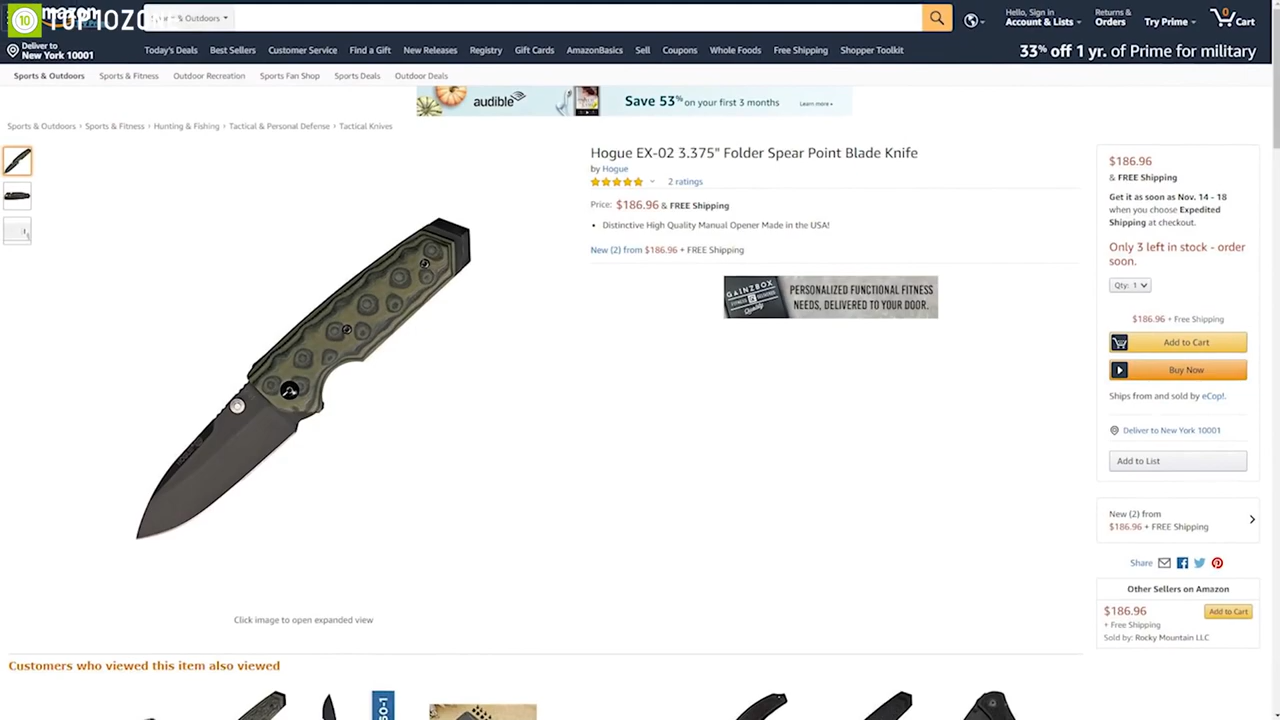 10 TOP10ZONE
amazon
Sports & Outdoors
Hello, Sign in
Account & Lists
Returns &
Orders
Try Prime
0
Cart
Deliver to
New York 10001
Today's Deals Best Sellers Customer Service Find a Gift New Releases Registry Gift Cards AmazonBasics Sell Coupons Whole Foods Free Shipping Shopper Toolkit
33% off 1 yr. of Prime for military
Sports & Outdoors Sports & Fitness Outdoor Recreation Sports Fan Shop Sports Deals Outdoor Deals
audible Save 53% on your first 3 months Learn more ▸
Sports & Outdoors › Sports & Fitness › Hunting & Fishing › Tactical & Personal Defense › Tactical Knives
Hogue EX-02 3.375" Folder Spear Point Blade Knife
by Hogue
2 ratings
Price: $186.96 & FREE Shipping
• Distinctive High Quality Manual Opener Made in the USA!
New (2) from $186.96 + FREE Shipping
GAINZBOX
Quality
PERSONALIZED FUNCTIONAL FITNESS
NEEDS, DELIVERED TO YOUR DOOR.
$186.96
& FREE Shipping
Get it as soon as Nov. 14 - 18
when you choose Expedited
Shipping at checkout.
Only 3 left in stock - order
soon.
Qty: 1
$186.96 + Free Shipping
Add to Cart
Buy Now
Ships from and sold by eCop!.
Deliver to New York 10001
Add to List
New (2) from
$186.96 + FREE Shipping
Share
Other Sellers on Amazon
$186.96
Add to Cart
+ Free Shipping
Sold by: Rocky Mountain LLC
Click image to open expanded view
Customers who viewed this item also viewed